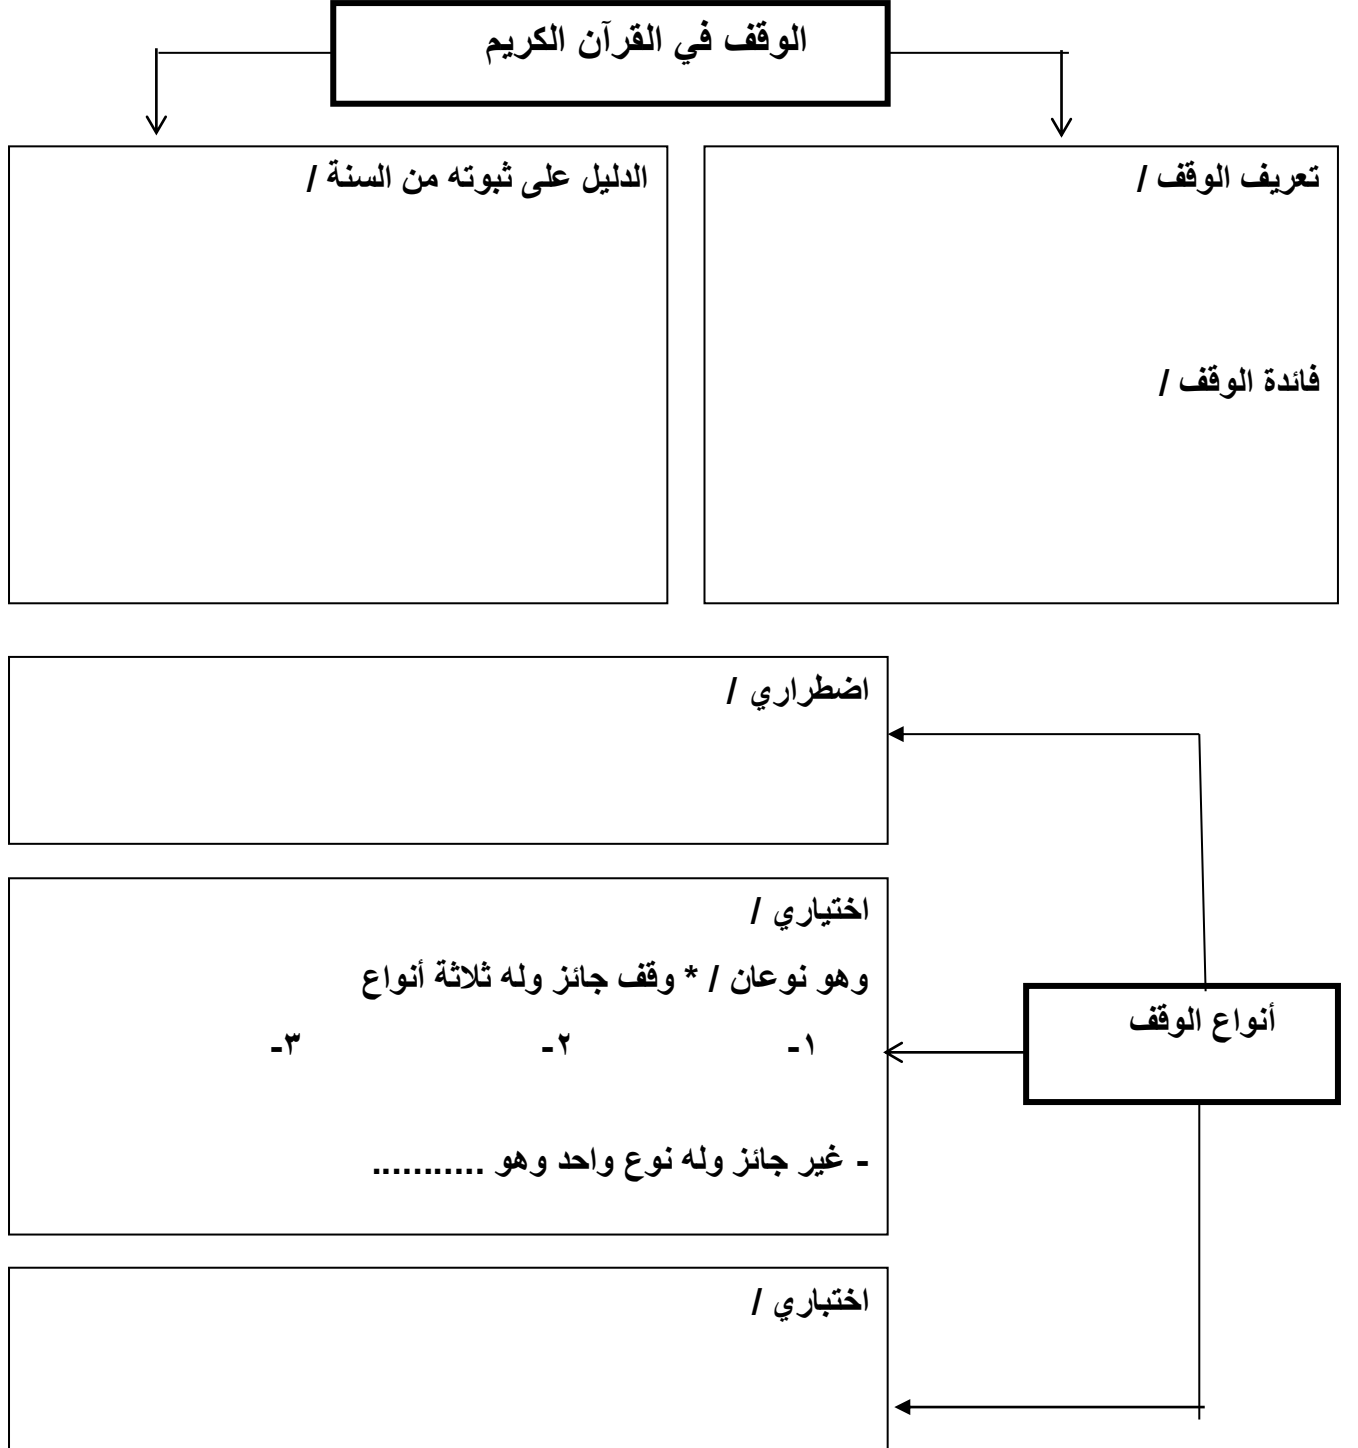 الوقف في القرآن الكريم
تعريف الوقف /
فائدة الوقف /
الدليل على ثبوته من السنة /
أنواع الوقف
اضطراري /
اختياري /
وهو نوعان / * وقف جائز وله ثلاثة أنواع
١- ٢- ٣-
- غير جائز وله نوع واحد وهو ...........
اختباري /